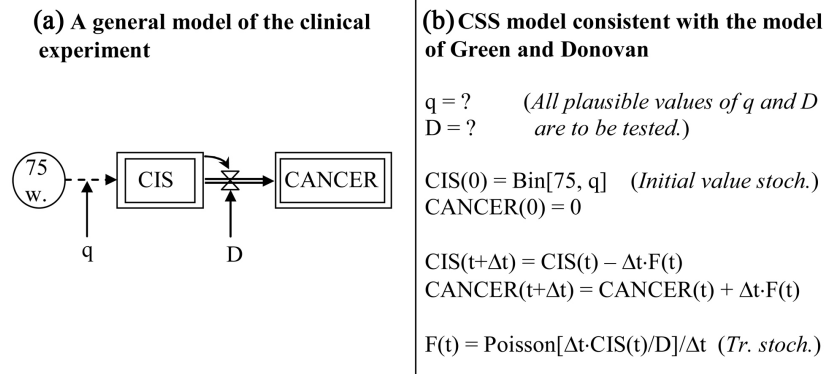 (a) A general model of the clinical
experiment
75
w.
CIS
CANCER
q
D
(b) CSS model consistent with the model
of Green and Donovan
q = ? (All plausible values of q and D
D = ? are to be tested.)
CIS(0) = Bin[75, q] (Initial value stoch.)
CANCER(0) = 0
CIS(t+Δt) = CIS(t) – Δt·F(t)
CANCER(t+Δt) = CANCER(t) + Δt·F(t)
F(t) = Poisson[Δt·CIS(t)/D]/Δt (Tr. stoch.)